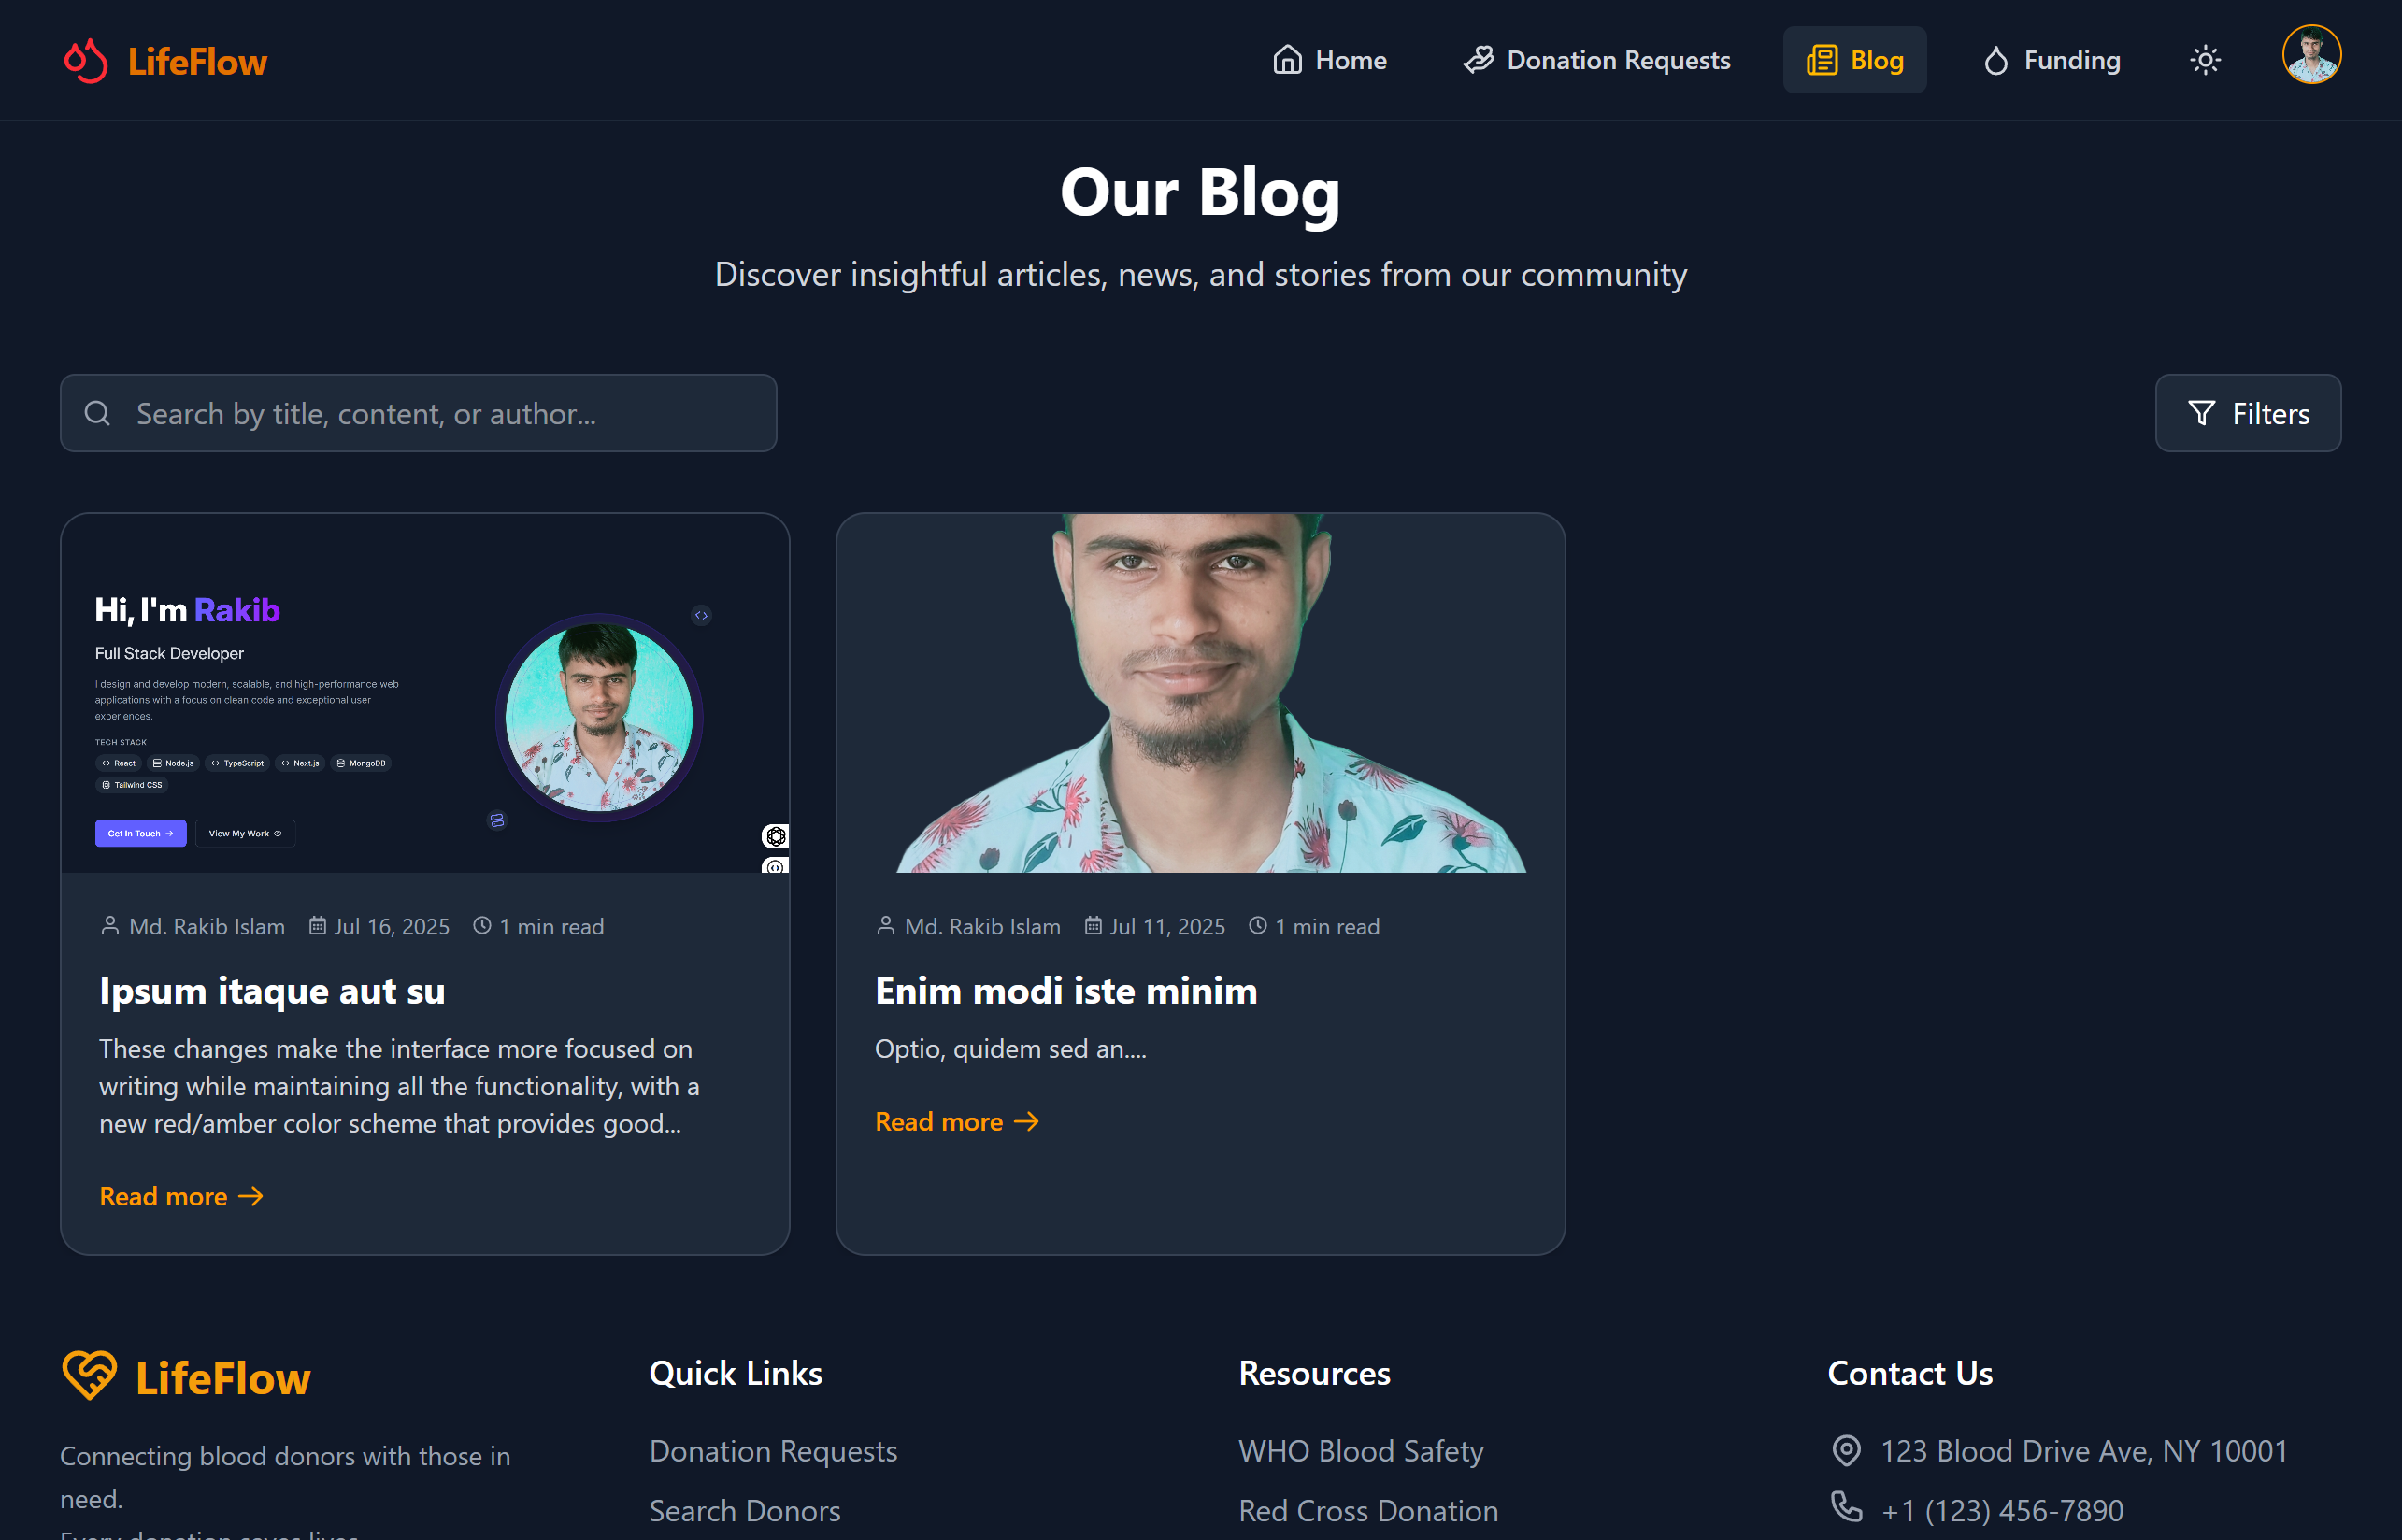 LifeFlow
Home
Donation Requests
Blog
Funding
Our Blog
Discover insightful articles, news, and stories from our community
Search by title, content, or author...
Filters
Hi, I'm Rakib
Full Stack Developer
I design and develop modern, scalable, and high-performance web
applications with a focus on clean code and exceptional user
experiences.
TECH STACK
React Node.js TypeScript Next.js MongoDB
Tailwind CSS
Get In Touch → View My Work
Md. Rakib Islam Jul 16, 2025 1 min read
Ipsum itaque aut su
These changes make the interface more focused on
writing while maintaining all the functionality, with a
new red/amber color scheme that provides good...
Read more →
Md. Rakib Islam Jul 11, 2025 1 min read
Enim modi iste minim
Optio, quidem sed an....
Read more →
LifeFlow
Connecting blood donors with those in
need.
Every donation saves lives
Quick Links
Donation Requests
Search Donors
Resources
WHO Blood Safety
Red Cross Donation
Contact Us
123 Blood Drive Ave, NY 10001
+1 (123) 456-7890